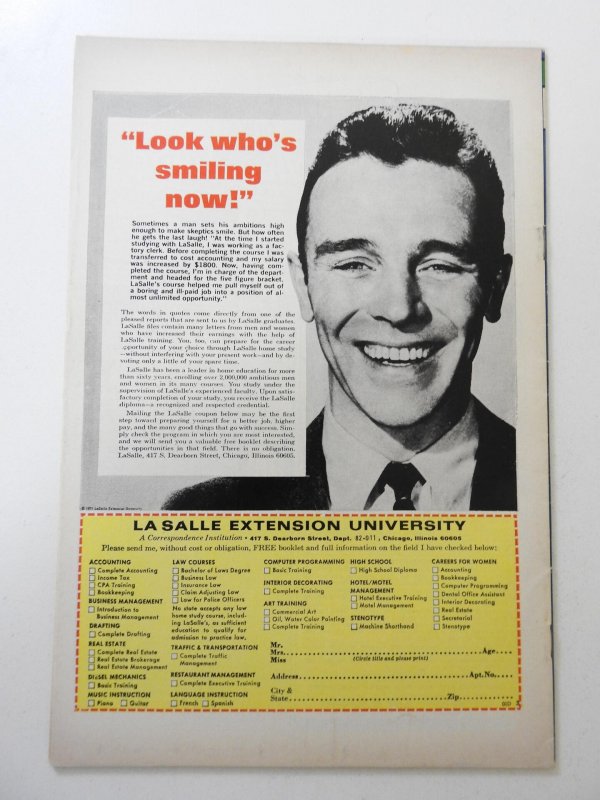 “Look who’s
smiling
now!”
Sometimes a man sets his ambitions high
enough to make skeptics smile. But how often
he gets the last laugh! "At the time I started
studying with LaSalle, I was working as a fac-
tory clerk. Before completing the course I was
transferred to cost accounting and my salary
was increased by $1800. Now, having com-
pleted the course, I'm in charge of the depart-
ment and headed for the five figure bracket.
LaSalle's course helped me pull myself out of
a boring and ill-paid job into a position of al-
most unlimited opportunity."
The words in quotes come directly from one of the
pleased reports that are sent to us by LaSalle graduates.
LaSalle files contain many letters from men and women
who have increased their earnings with the help of
LaSalle training. You, too, can prepare for the career
opportunity of your choice through LaSalle home study
—without interfering with your present work—and by de-
voting only a little of your spare time.
LaSalle has been a leader in home education for more
than sixty years, enrolling over 2,000,000 ambitious men
and women in its many courses. You study under the
supervision of LaSalle's experienced faculty. Upon satis-
factory completion of your study, you receive the LaSalle
diploma—a recognized and respected credential.
Mailing the LaSalle coupon below may be the first
step toward preparing yourself for a better job, higher
pay, and the many good things that go with success. Sim-
ply check the program in which you are most interested,
and we will send you a valuable free booklet describing
the opportunities in that field. There is no obligation.
LaSalle, 417 S. Dearborn Street, Chicago, Illinois 60605.
© 1971 LaSalle Extension University
LA SALLE EXTENSION UNIVERSITY
A Correspondence Institution • 417 S. Dearborn Street, Dept. 82-011, Chicago, Illinois 60605
Please send me, without cost or obligation, FREE booklet and full information on the field I have checked below:
ACCOUNTING
Complete Accounting
Income Tax
CPA Training
Bookkeeping
BUSINESS MANAGEMENT
Introduction to
Business Management
DRAFTING
Complete Drafting
REAL ESTATE
Complete Real Estate
Real Estate Brokerage
Real Estate Management
DIESEL MECHANICS
Basic Training
MUSIC INSTRUCTION
Piano Guitar
LAW COURSES
Bachelor of Laws Degree
Business Law
Insurance Law
Claim Adjusting Law
Law for Police Officers
No state accepts any law
home study course, includ-
ing LaSalle's, as sufficient
education to qualify for
admission to practice law.
TRAFFIC & TRANSPORTATION
Complete Traffic
Management
RESTAURANT MANAGEMENT
Complete Executive Training
LANGUAGE INSTRUCTION
French Spanish
COMPUTER PROGRAMMING
Basic Training
INTERIOR DECORATING
Complete Training
ART TRAINING
Commercial Art
Oil, Water Color Painting
Complete Training
HIGH SCHOOL
High School Diploma
HOTEL/MOTEL
MANAGEMENT
Hotel Executive Training
Motel Management
STENOTYPE
Machine Shorthand
CAREERS FOR WOMEN
Accounting
Bookkeeping
Computer Programming
Dental Office Assistant
Interior Decorating
Real Estate
Secretarial
Stenotype
Mr.
Mrs. Age
Miss (Circle title and please print)
Address Apt. No.
City &
State Zip